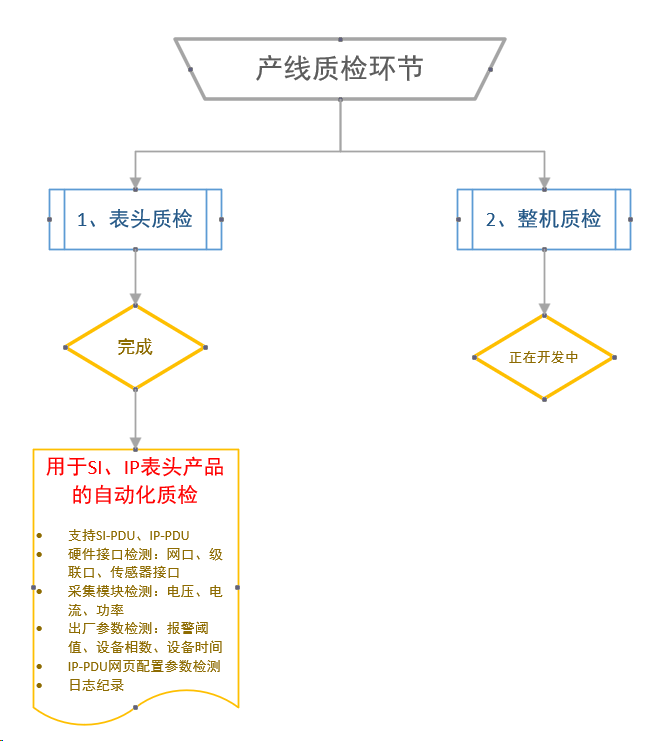 产线质检环节
1、表头质检
2、整机质检
完成
正在开发中
用于SI、IP表头产品
的自动化质检
● 支持SI-PDU、IP-PDU
● 硬件接口检测：网口、级
联口、传感器接口
● 采集模块检测：电压、电
流、功率
● 出厂参数检测：报警阈
值、设备相数、设备时间
● IP-PDU网页配置参数检测
● 日志纪录